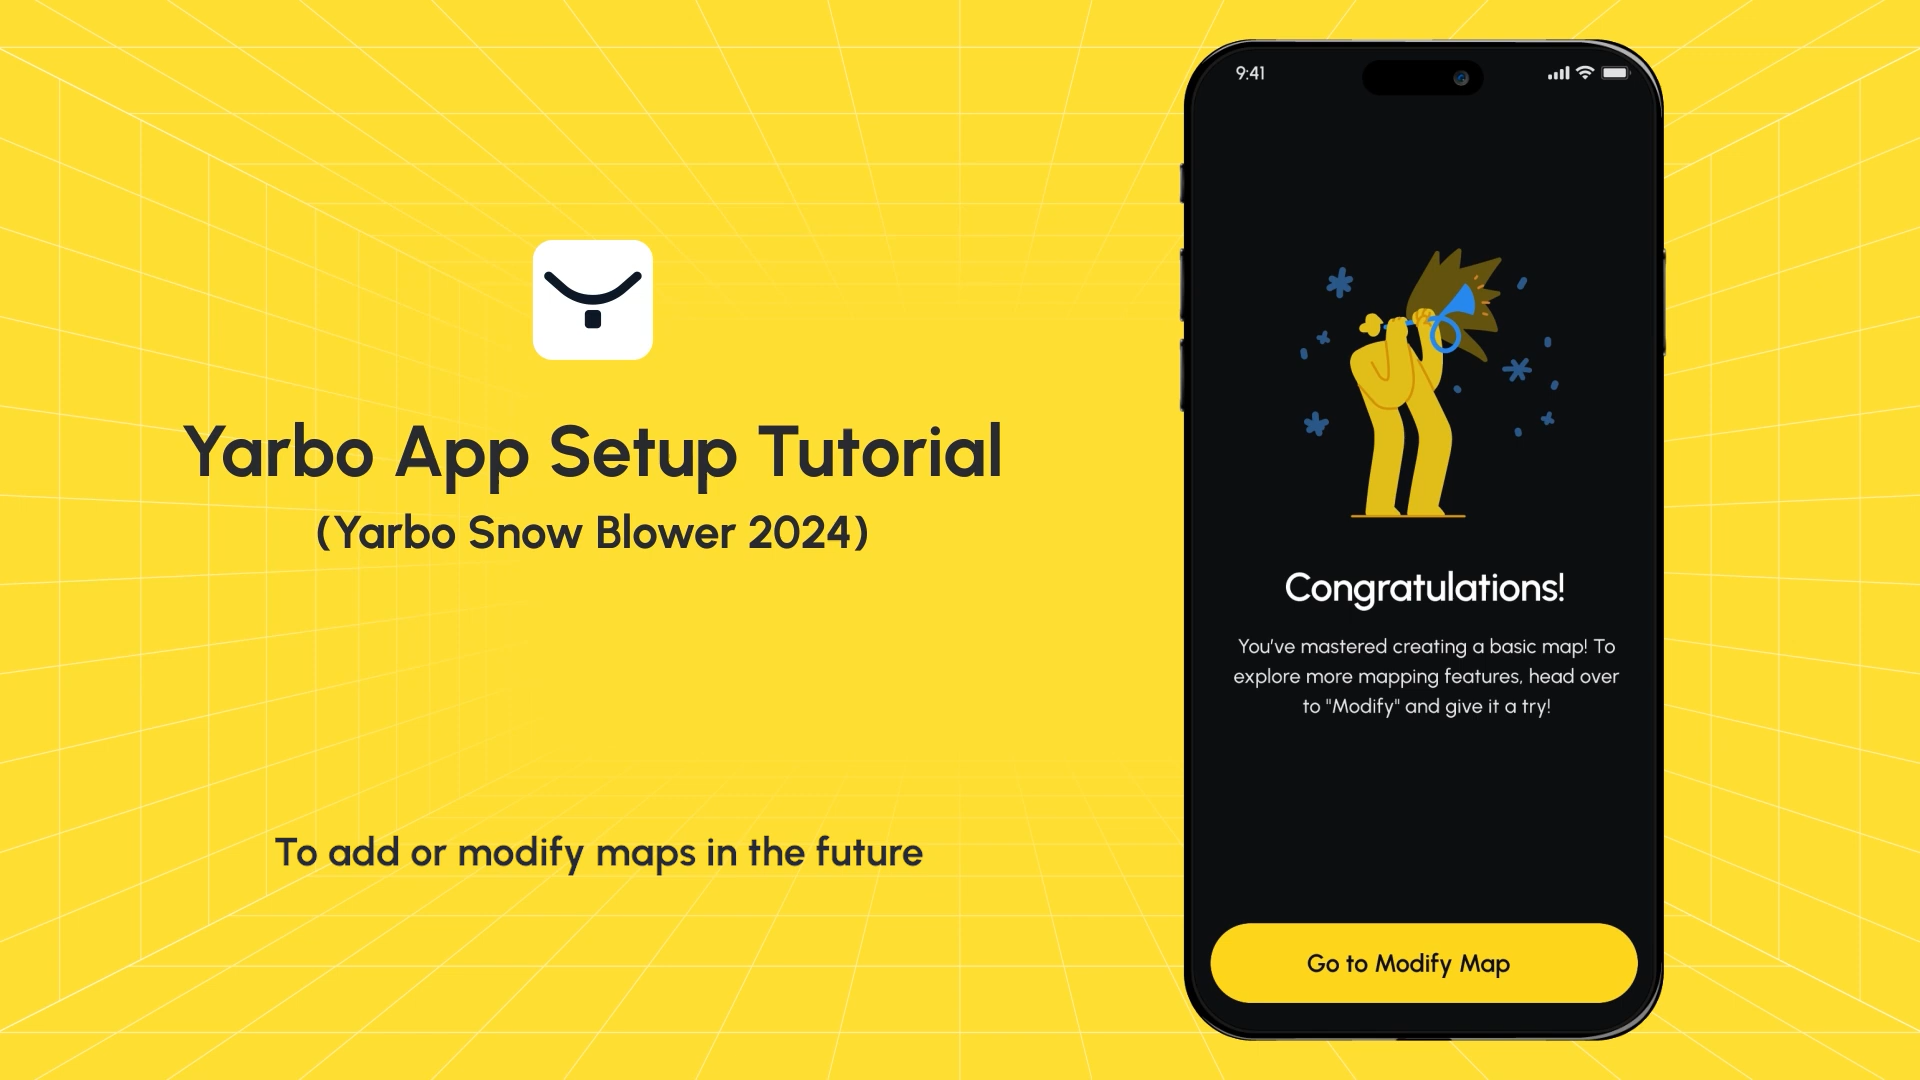 Yarbo App Setup Tutorial
(Yarbo Snow Blower 2024)
To add or modify maps in the future
9:41
Congratulations!
You've mastered creating a basic map! To
explore more mapping features, head over
to "Modify" and give it a try!
Go to Modify Map